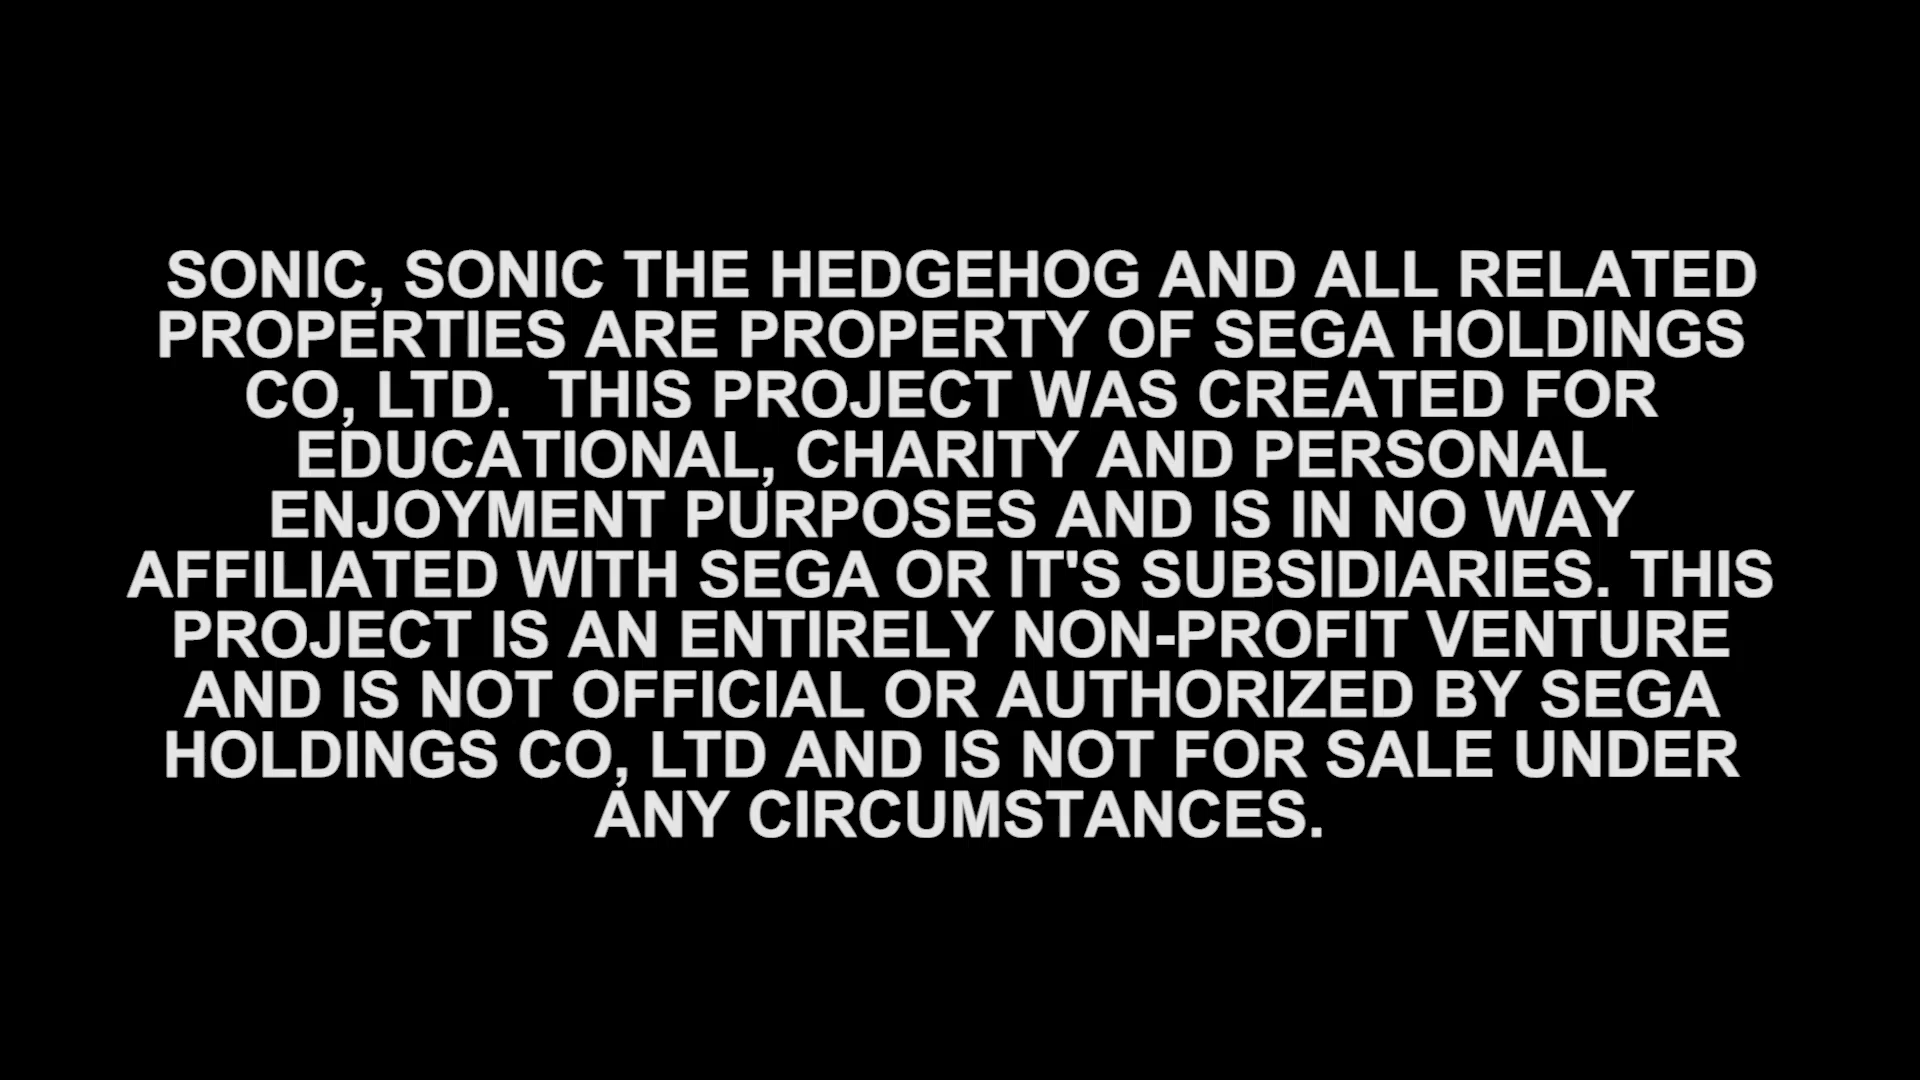 SONIC, SONIC THE HEDGEHOG AND ALL RELATED
PROPERTIES ARE PROPERTY OF SEGA HOLDINGS
CO, LTD.  THIS PROJECT WAS CREATED FOR
EDUCATIONAL, CHARITY AND PERSONAL
ENJOYMENT PURPOSES AND IS IN NO WAY
AFFILIATED WITH SEGA OR IT'S SUBSIDIARIES. THIS
PROJECT IS AN ENTIRELY NON-PROFIT VENTURE
AND IS NOT OFFICIAL OR AUTHORIZED BY SEGA
HOLDINGS CO, LTD AND IS NOT FOR SALE UNDER
ANY CIRCUMSTANCES.